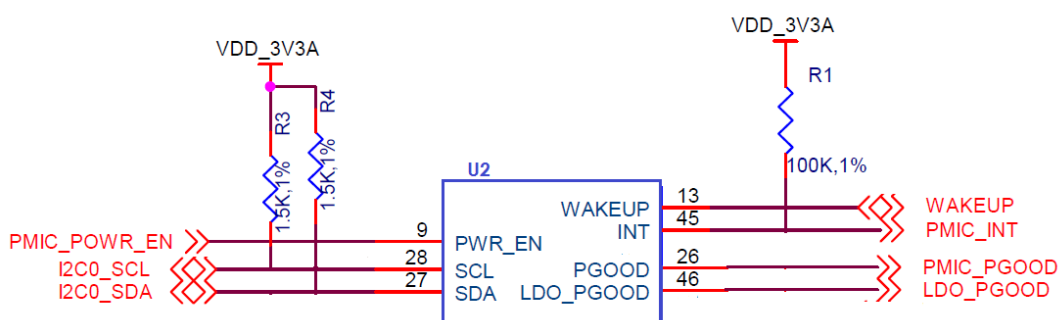 VDD_3V3A
VDD_3V3A
R3
R4
R1
1.5K,1%
1.5K,1%
100K,1%
U2
PMIC_POWR_EN
9
PWR_EN
I2C0_SCL
28
SCL
I2C0_SDA
27
SDA
WAKEUP
13
WAKEUP
INT
45
PMIC_INT
PGOOD
26
PMIC_PGOOD
LDO_PGOOD
46
LDO_PGOOD